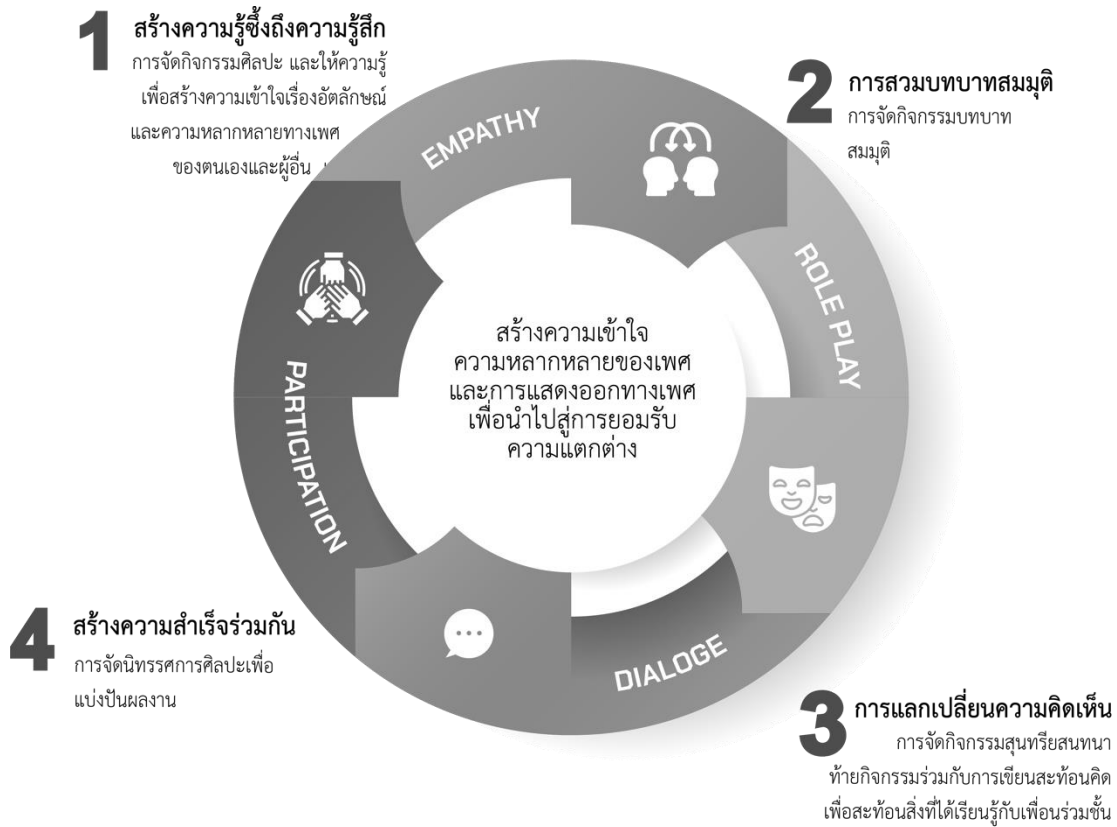 1
สร้างความรู้ซึ้งถึงความรู้สึก
การจัดกิจกรรมศิลปะ และให้ความรู้
เพื่อสร้างความเข้าใจเรื่องอัตลักษณ์
และความหลากหลายทางเพศ
ของตนเองและผู้อื่น
2
การสวมบทบาทสมมุติ
การจัดกิจกรรมบทบาท
สมมุติ
EMPATHY
ROLE PLAY
สร้างความเข้าใจ
ความหลากหลายของเพศ
และการแสดงออกทางเพศ
เพื่อนำไปสู่การยอมรับ
ความแตกต่าง
PARTICIPATION
DIALOGE
4
สร้างความสำเร็จร่วมกัน
การจัดนิทรรศการศิลปะเพื่อ
แบ่งปันผลงาน
3
การแลกเปลี่ยนความคิดเห็น
การจัดกิจกรรมสุนทรียสนทนา
ท้ายกิจกรรมร่วมกับการเขียนสะท้อนคิด
เพื่อสะท้อนสิ่งที่ได้เรียนรู้กับเพื่อนร่วมชั้น